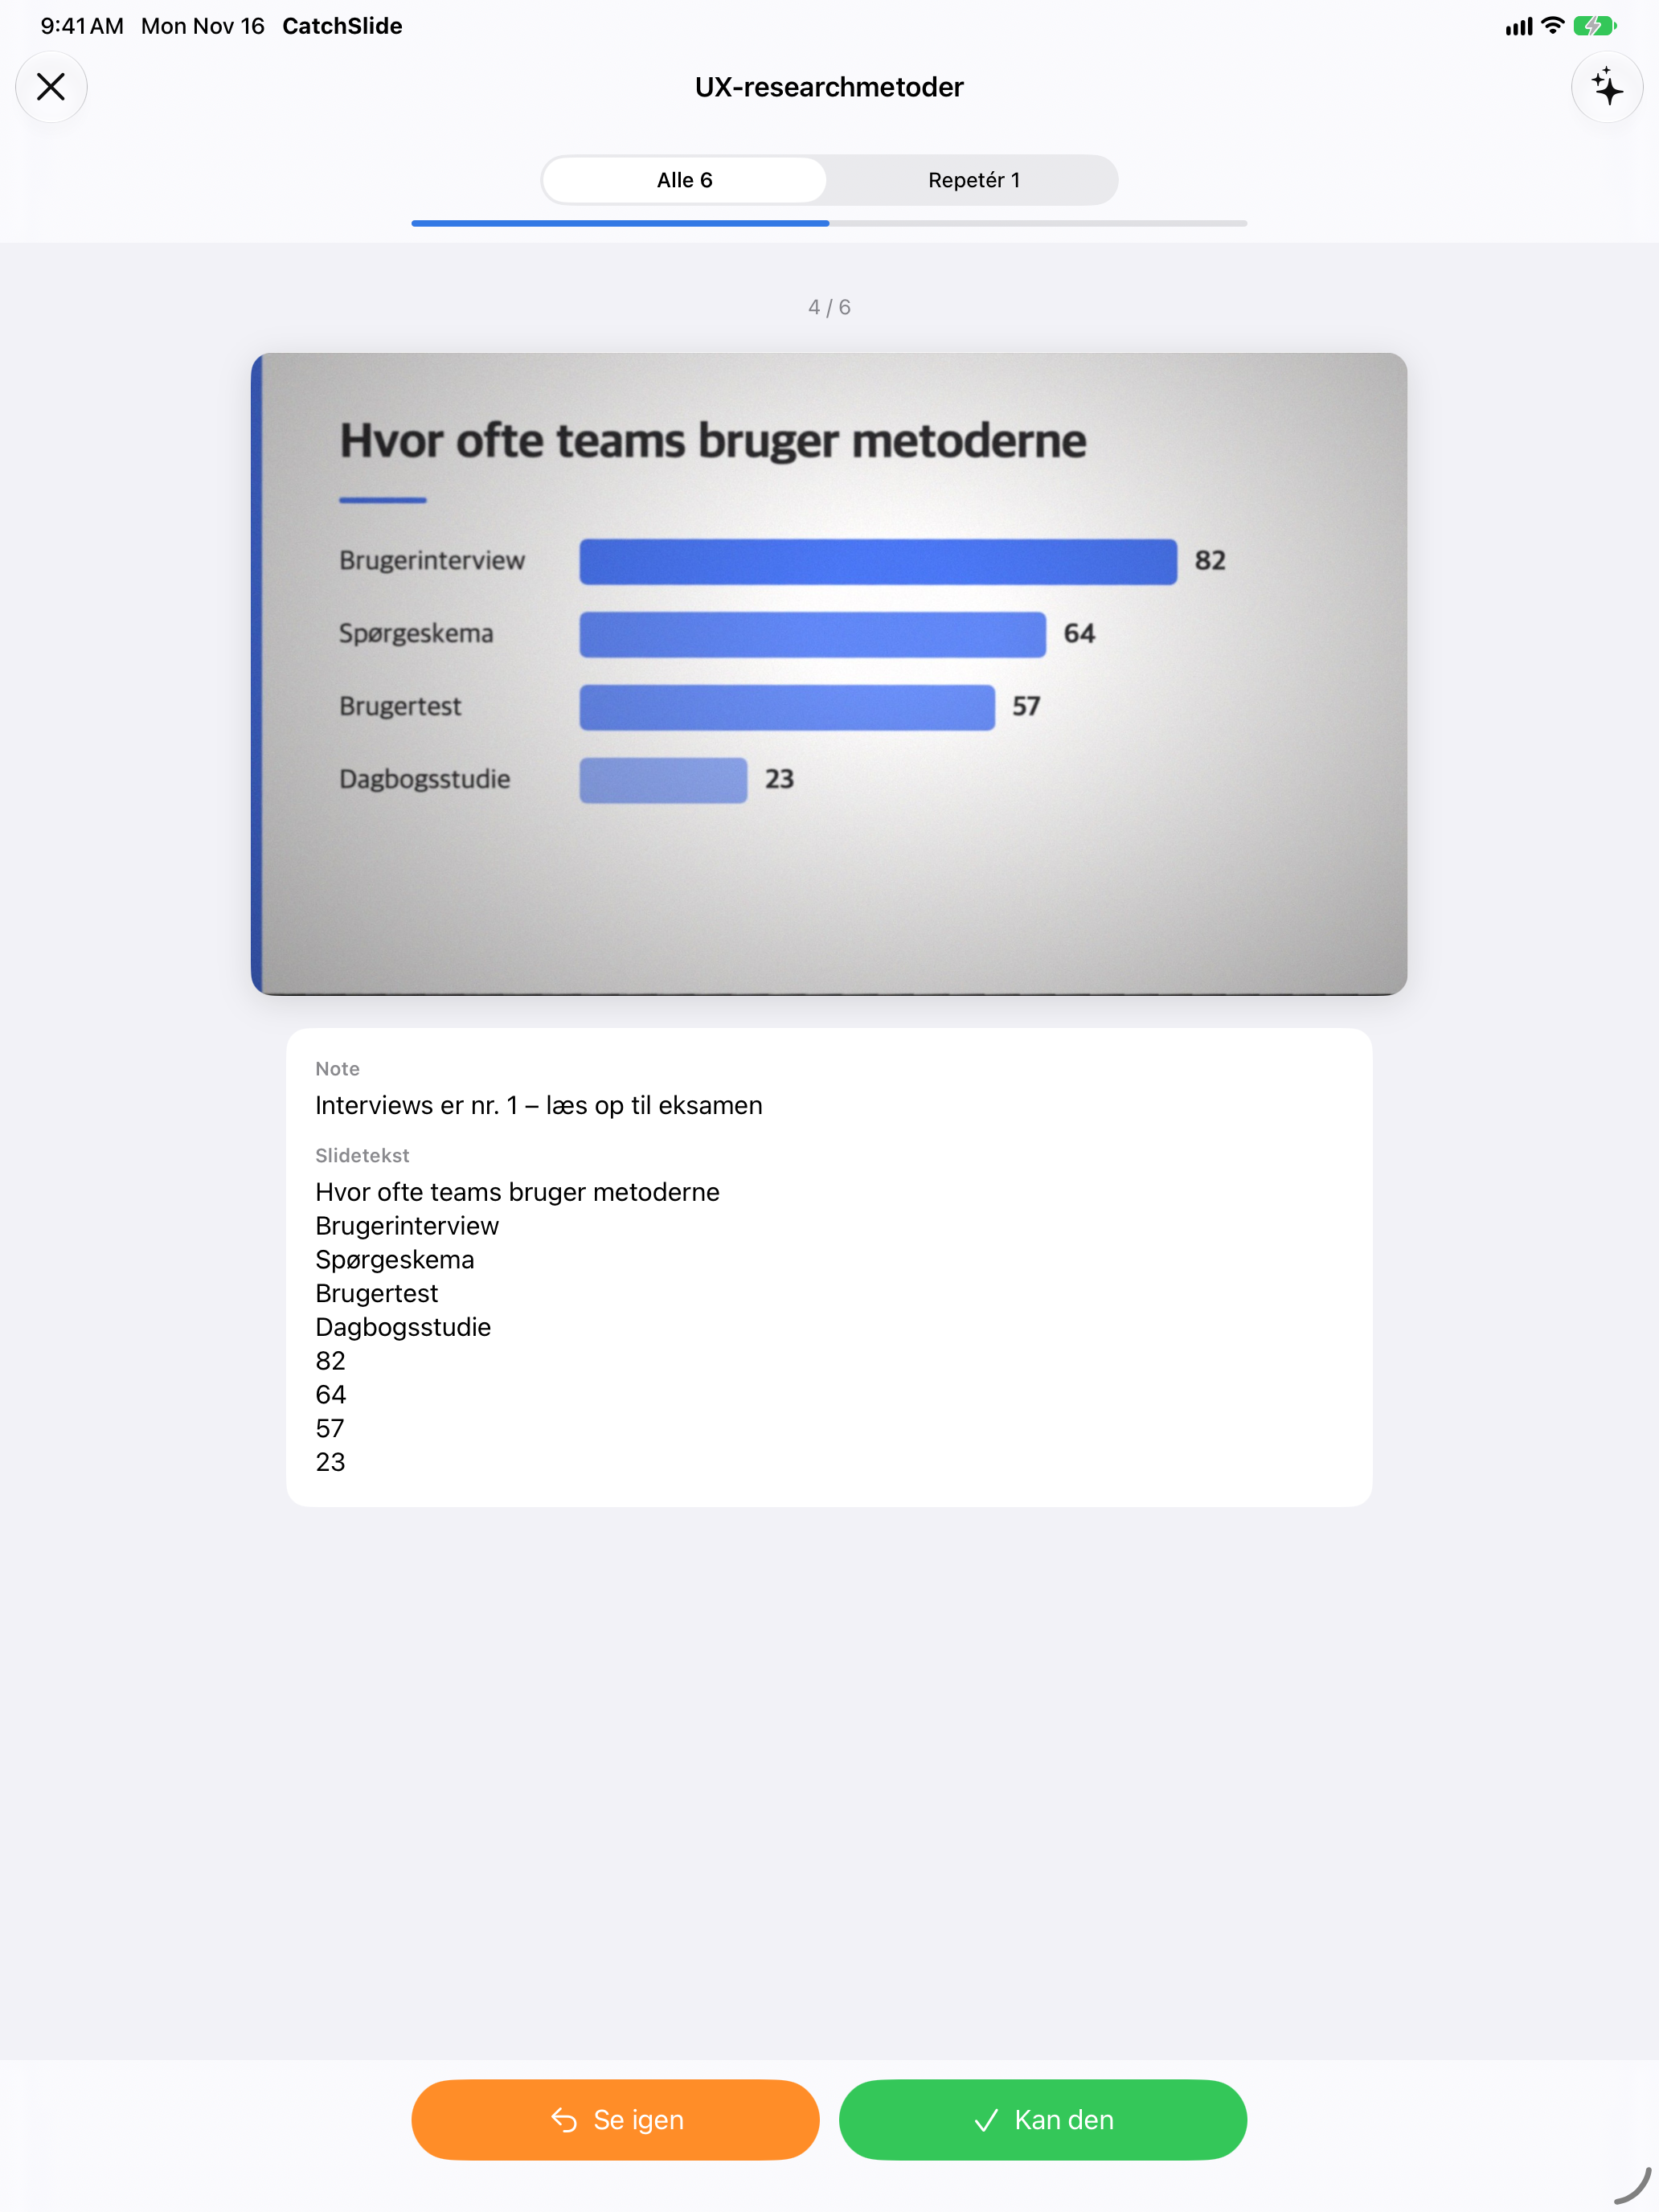 9:41 AM Mon Nov 16 CatchSlide
UX-researchmetoder
Alle 6
Repetér 1
4 / 6
Hvor ofte teams bruger metoderne
Brugerinterview 82
Spørgeskema 64
Brugertest 57
Dagbogsstudie 23
Note
Interviews er nr. 1 – læs op til eksamen
Slidetekst
Hvor ofte teams bruger metoderne
Brugerinterview
Spørgeskema
Brugertest
Dagbogsstudie
82
64
57
23
Se igen
Kan den